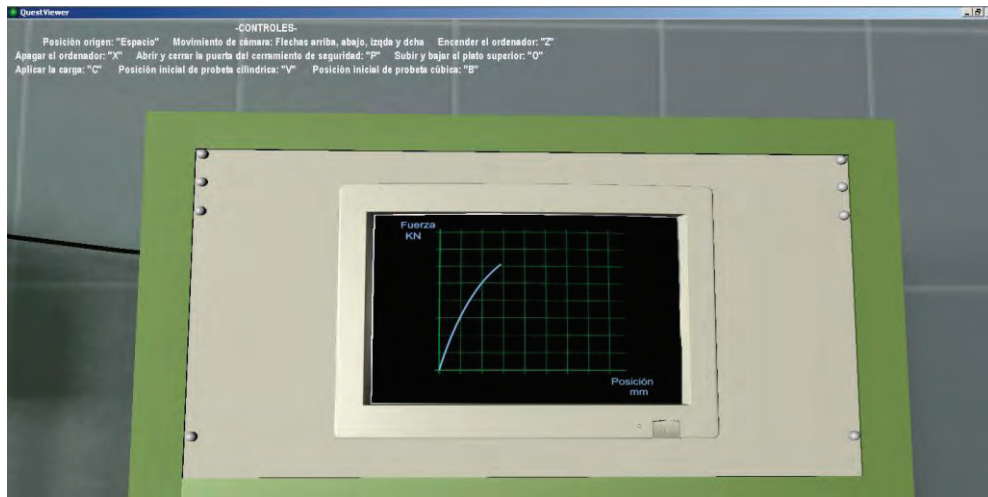 QuestViewer
-CONTROLES-
Posición origen: "Espacio" Movimiento de cámara: Flechas arriba, abajo, izqda y dcha Encender el ordenador: "Z"
Apagar el ordenador: "X" Abrir y cerrar la puerta del cerramiento de seguridad: "P" Subir y bajar el plato superior: "O"
Aplicar la carga: "C" Posición inicial de probeta cilíndrica: "V" Posición inicial de probeta cúbica: "B"
Fuerza
KN
Posición
mm